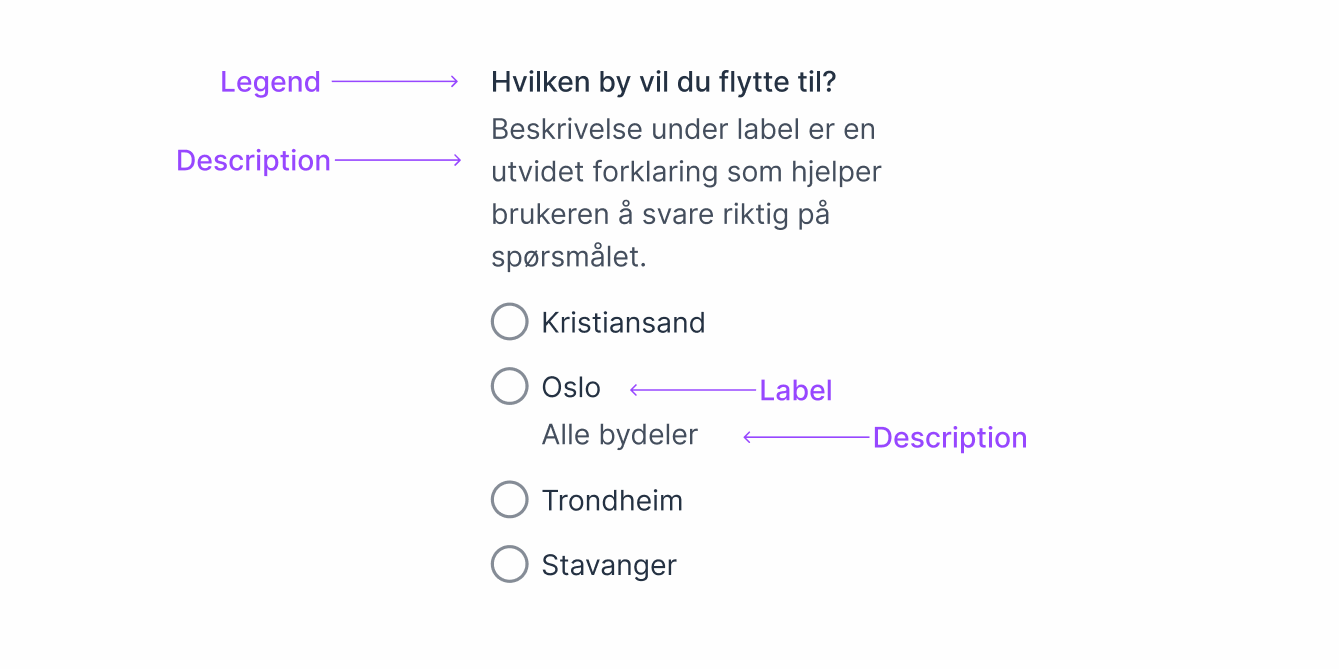 Legend
Hvilken by vil du flytte til?
Description
Beskrivelse under label er en
utvidet forklaring som hjelper
brukeren å svare riktig på
spørsmålet.
Kristiansand
Oslo
Label
Alle bydeler
Description
Trondheim
Stavanger